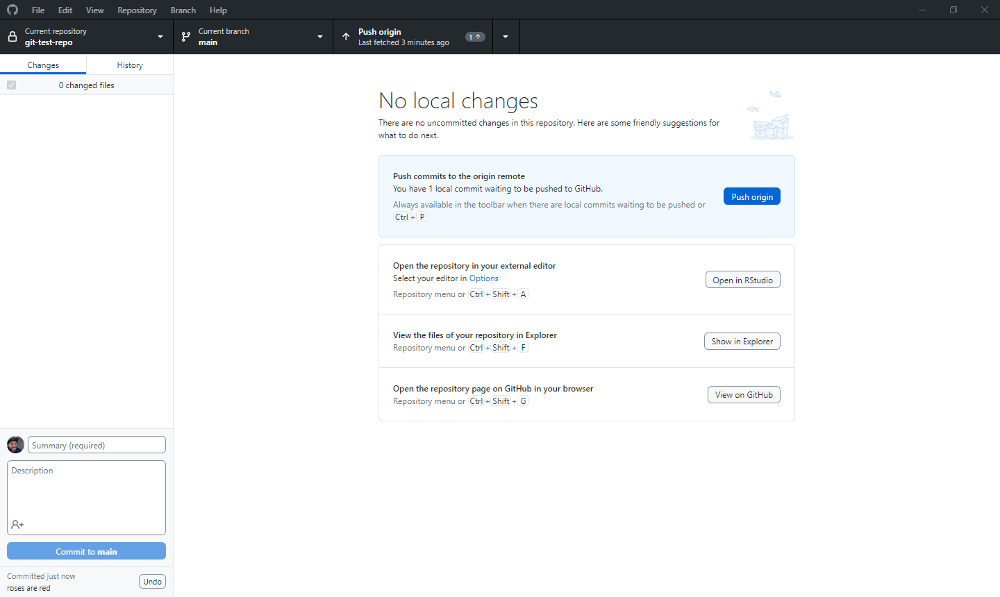 File Edit View Repository Branch Help
Current repository
git-test-repo
Current branch
main
Push origin
Last fetched 3 minutes ago
1
Changes History
0 changed files
No local changes
There are no uncommitted changes in this repository. Here are some friendly suggestions for
what to do next.
Push commits to the origin remote
You have 1 local commit waiting to be pushed to GitHub.
Always available in the toolbar when there are local commits waiting to be pushed or
Ctrl + P
Push origin
Open the repository in your external editor
Select your editor in Options
Repository menu or Ctrl + Shift + A
Open in RStudio
View the files of your repository in Explorer
Repository menu or Ctrl + Shift + F
Show in Explorer
Open the repository page on GitHub in your browser
Repository menu or Ctrl + Shift + G
View on GitHub
Summary (required)
Description
Commit to main
Committed just now
roses are red
Undo